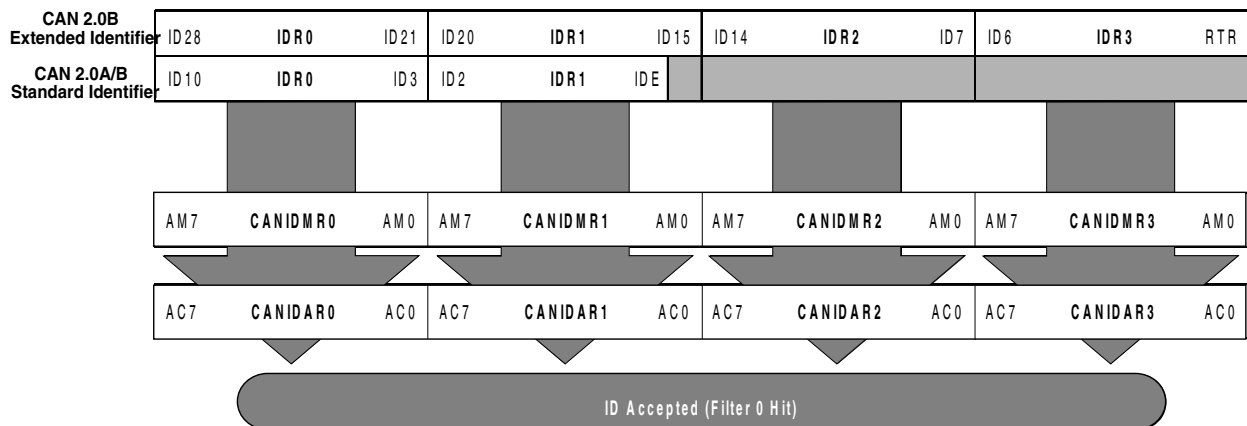 CAN 2.0B
Extended Identifier ID28 IDR0 ID21 ID20 IDR1 ID15 ID14 IDR2 ID7 ID6 IDR3 RTR
CAN 2.0A/B
Standard Identifier ID10 IDR0 ID3 ID2 IDR1 IDE
AM7 CANIDMR0 AM0 AM7 CANIDMR1 AM0 AM7 CANIDMR2 AM0 AM7 CANIDMR3 AM0
AC7 CANIDAR0 AC0 AC7 CANIDAR1 AC0 AC7 CANIDAR2 AC0 AC7 CANIDAR3 AC0
ID Accepted (Filter 0 Hit)